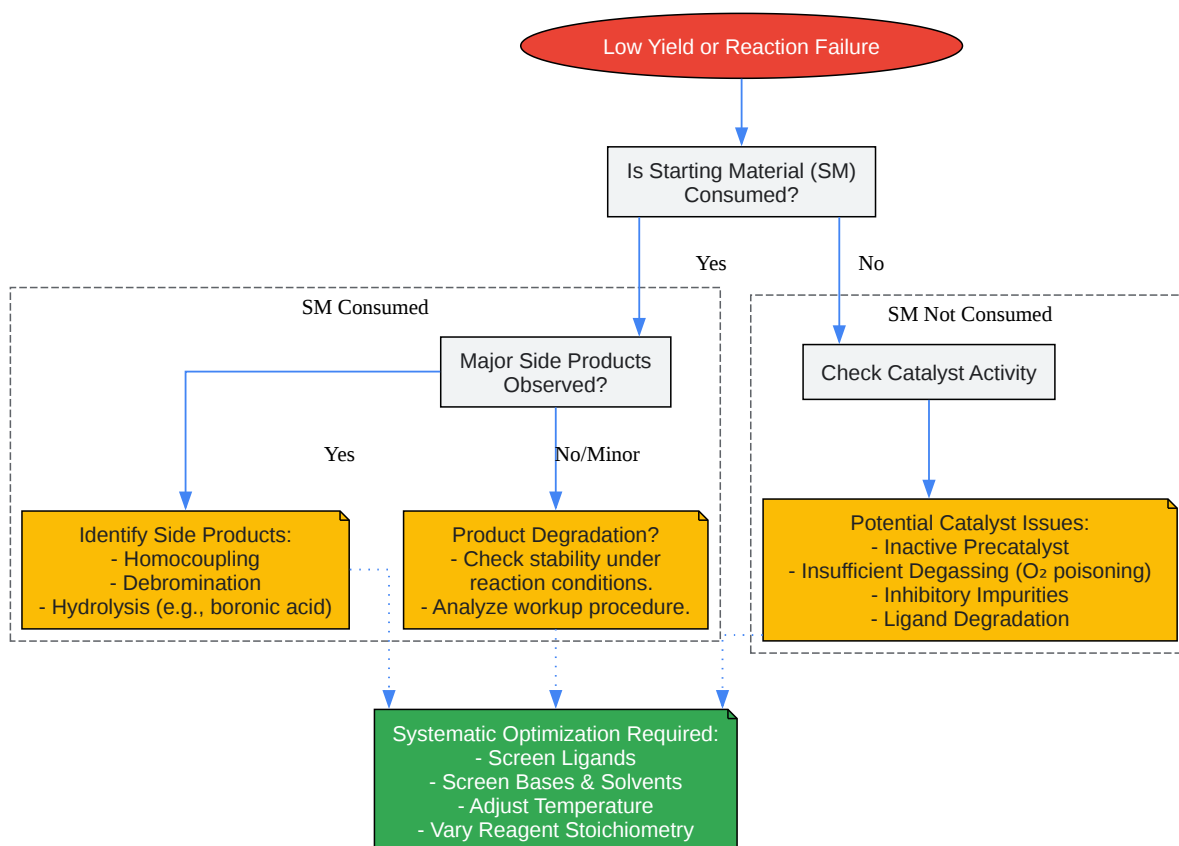 Low Yield or Reaction Failure
Is Starting Material (SM)
Consumed?
Yes
No
SM Consumed
SM Not Consumed
Major Side Products
Observed?
Check Catalyst Activity
Yes
No/Minor
Identify Side Products:
- Homocoupling
- Debromination
- Hydrolysis (e.g., boronic acid)
Product Degradation?
- Check stability under
reaction conditions.
- Analyze workup procedure.
Potential Catalyst Issues:
- Inactive Precatalyst
- Insufficient Degassing (O₂ poisoning)
- Inhibitory Impurities
- Ligand Degradation
Systematic Optimization Required:
- Screen Ligands
- Screen Bases & Solvents
- Adjust Temperature
- Vary Reagent Stoichiometry